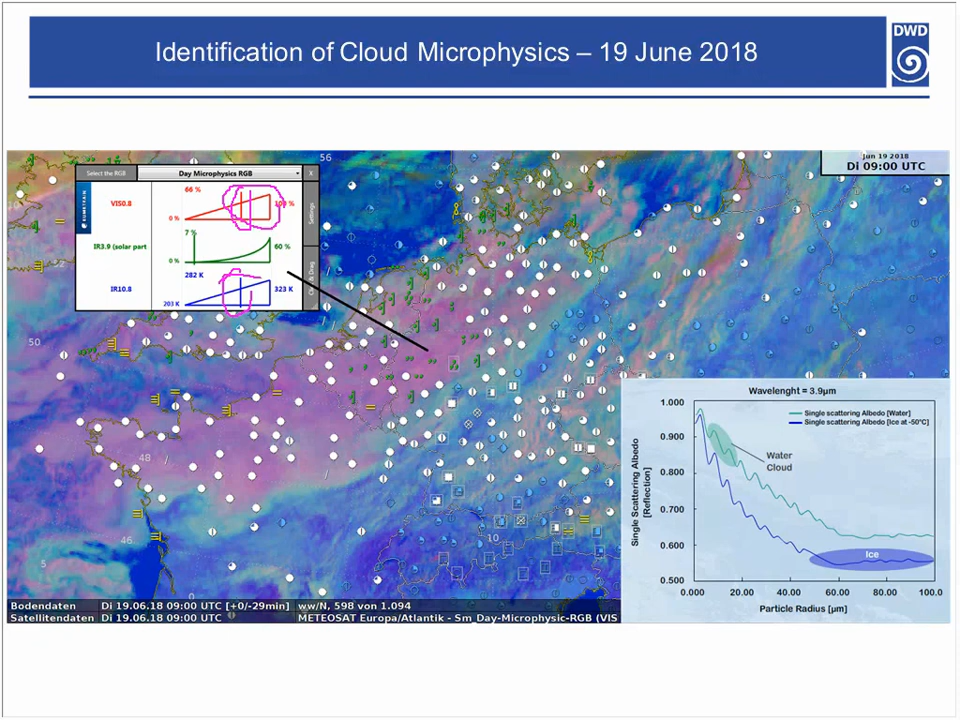 Identification of Cloud Microphysics – 19 June 2018
DWD
56
Jun 19 2018
Di 09:00 UTC
Select the RGB
Day Microphysics RGB
X
EUMETRAIN
Settings
VIS0.8
66 %
0 %
IR3.9 (solar part
7 %
0 %
60 %
IR10.8
282 K
203 K
323 K
50
48
46
5
10
0
Wavelenght = 3.9µm
Single scattering Albedo [Water]
Single scattering Albedo [Ice at -50°C]
Single Scattering Albedo
[Reflection]
1.000
0.900
0.800
0.700
0.600
0.500
Water
Cloud
Ice
0.000
20.00
40.00
60.00
80.00
100.0
Particle Radius [µm]
Bodendaten Di 19.06.18 09:00 UTC [+0/-29min] ww/N, 598 von 1.094
Satellitendaten Di 19.06.18 09:00 UTC METEOSAT Europa/Atlantik - Sm_Day-Microphysic-RGB (VIS